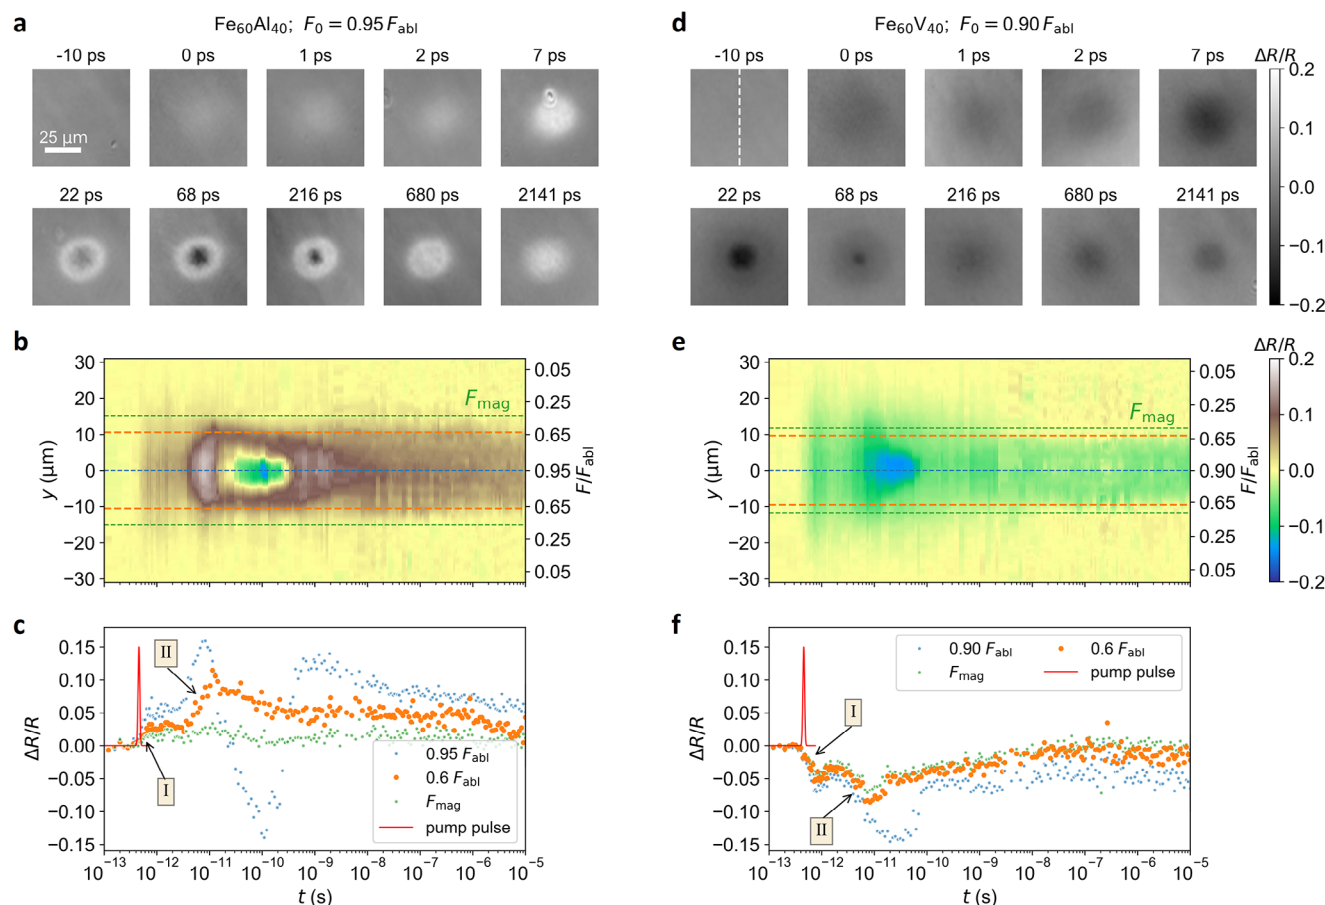 a
Fe60Al40; F0 = 0.95 Fabl
-10 ps 0 ps 1 ps 2 ps 7 ps
25 μm
22 ps 68 ps 216 ps 680 ps 2141 ps
d
Fe60V40; F0 = 0.90 Fabl
-10 ps 0 ps 1 ps 2 ps 7 ps
22 ps 68 ps 216 ps 680 ps 2141 ps
ΔR/R
0.2
0.1
0.0
−0.1
−0.2
b
30
20
10
0
−10
−20
−30
y (μm)
Fmag
0.05
0.25
0.65
0.95
0.65
0.25
0.05
F/Fabl
e
Fmag
0.05
0.25
0.65
0.90
0.65
0.25
0.05
F/Fabl
ΔR/R
0.2
0.1
0.0
−0.1
−0.2
c
0.15
0.10
0.05
0.00
−0.05
−0.10
−0.15
ΔR/R
II
I
0.95 Fabl
0.6 Fabl
Fmag
pump pulse
10−13 10−12 10−11 10−10 10−9 10−8 10−7 10−6 10−5
t (s)
f
0.15
0.10
0.05
0.00
−0.05
−0.10
−0.15
ΔR/R
0.90 Fabl 0.6 Fabl
Fmag pump pulse
I
II
10−13 10−12 10−11 10−10 10−9 10−8 10−7 10−6 10−5
t (s)